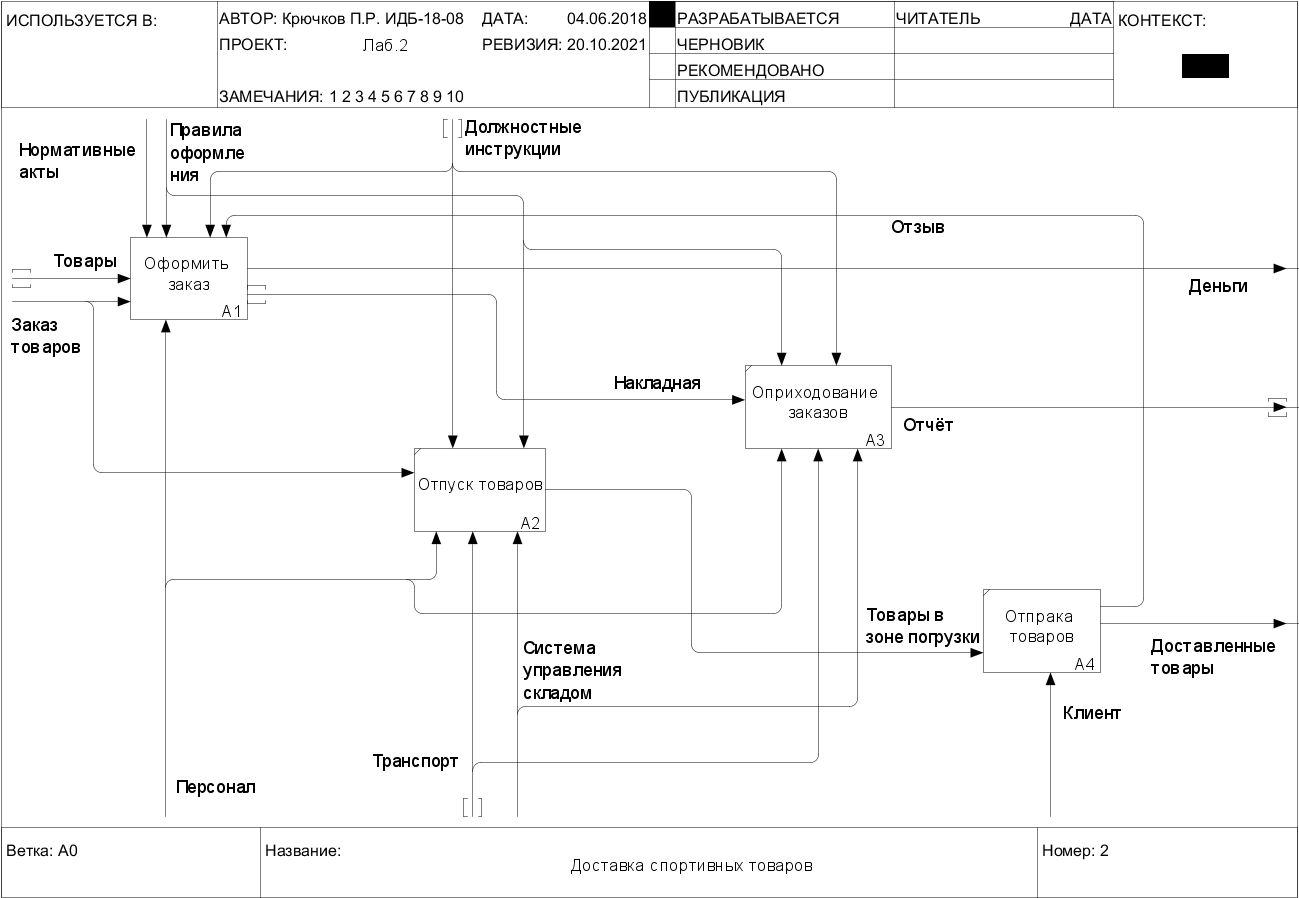 ИСПОЛЬЗУЕТСЯ В:
АВТОР: Крючков П.Р. ИДБ-18-08
ДАТА: 04.06.2018
ПРОЕКТ: Лаб.2
РЕВИЗИЯ: 20.10.2021
ЗАМЕЧАНИЯ: 1 2 3 4 5 6 7 8 9 10
РАЗРАБАТЫВАЕТСЯ
ЧЕРНОВИК
РЕКОМЕНДОВАНО
ПУБЛИКАЦИЯ
ЧИТАТЕЛЬ
ДАТА
КОНТЕКСТ:
Нормативные
акты
Правила
оформле
ния
Должностные
инструкции
Отзыв
Товары
Оформить
заказ
A1
Деньги
Заказ
товаров
Накладная
Оприходование
заказов
A3
Отчёт
Отпуск товаров
A2
Товары в
зоне погрузки
Отпрака
товаров
A4
Доставленные
товары
Система
управления
складом
Клиент
Транспорт
Персонал
Ветка: A0
Название:
Доставка спортивных товаров
Номер: 2